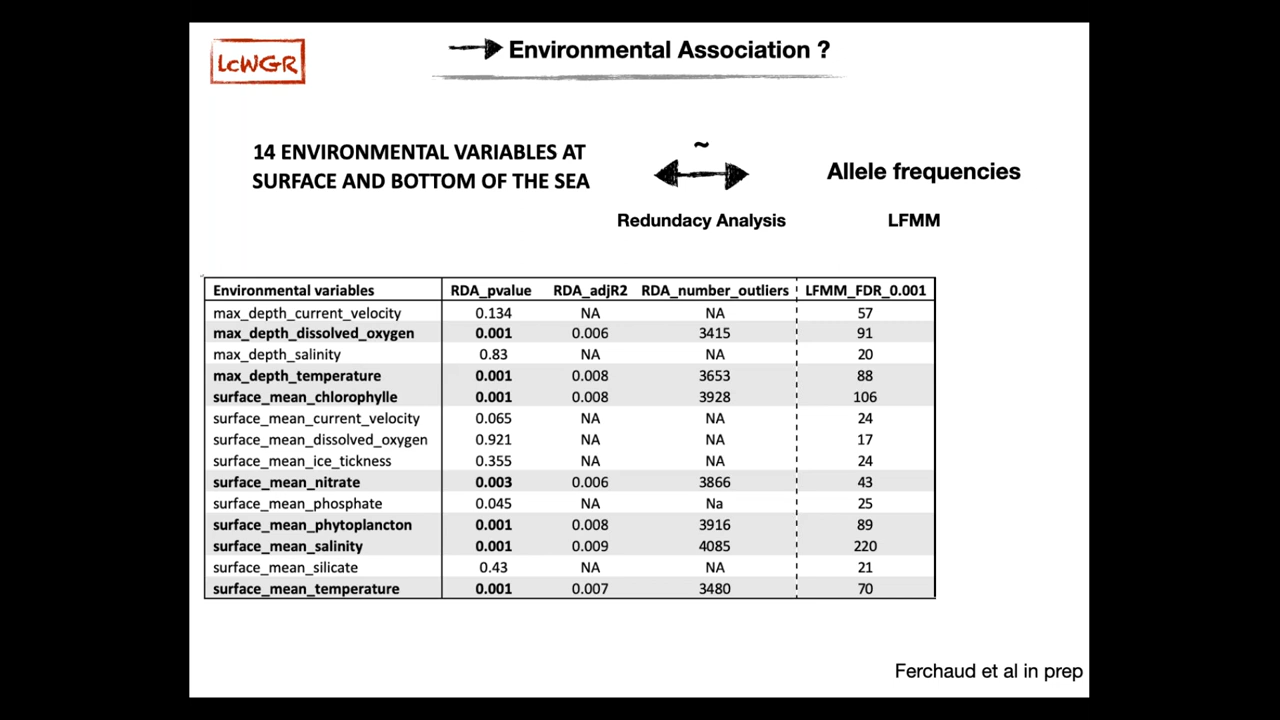 LcWGR
Environmental Association ?
14 ENVIRONMENTAL VARIABLES AT
SURFACE AND BOTTOM OF THE SEA
~
Allele frequencies
Redundacy Analysis
LFMM
Environmental variables RDA_pvalue RDA_adjR2 RDA_number_outliers LFMM_FDR_0.001
max_depth_current_velocity 0.134 NA NA 57
max_depth_dissolved_oxygen 0.001 0.006 3415 91
max_depth_salinity 0.83 NA NA 20
max_depth_temperature 0.001 0.008 3653 88
surface_mean_chlorophylle 0.001 0.008 3928 106
surface_mean_current_velocity 0.065 NA NA 24
surface_mean_dissolved_oxygen 0.921 NA NA 17
surface_mean_ice_tickness 0.355 NA NA 24
surface_mean_nitrate 0.003 0.006 3866 43
surface_mean_phosphate 0.045 NA Na 25
surface_mean_phytoplancton 0.001 0.008 3916 89
surface_mean_salinity 0.001 0.009 4085 220
surface_mean_silicate 0.43 NA NA 21
surface_mean_temperature 0.001 0.007 3480 70
Ferchaud et al in prep